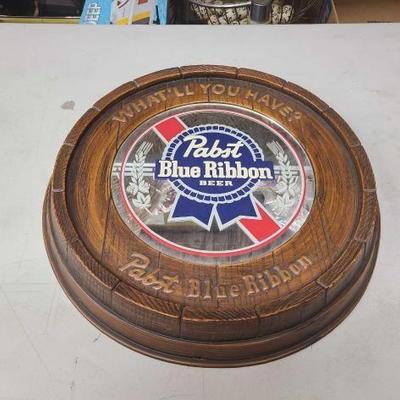 WHAT'LL YOU HAVE?
Pabst
Blue Ribbon
BEER
Pabst Blue Ribbon